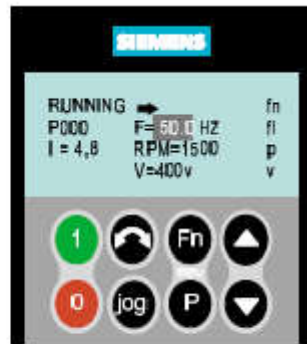 SIEMENS
RUNNING ➡ fn
P000 F= 50.0 HZ fl
I = 4,8 RPM=1500 p
V=400v v
1 Fn
0 jog P